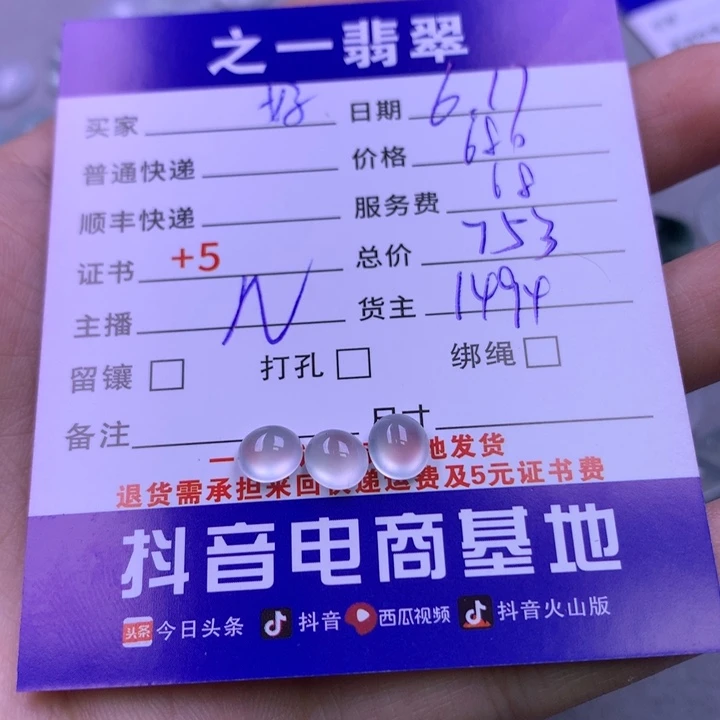 之一翡翠
买家 好 日期 6.17
普通快递 价格 680
顺丰快递 服务费 68
证书 +5 总价 753
主播 N 货主 1494
留镶 打孔 绑绳
备注 尺寸
地发货
退货需承担来回快递运费及5元证书费
抖音电商基地
头条 今日头条 抖音 西瓜视频 抖音火山版